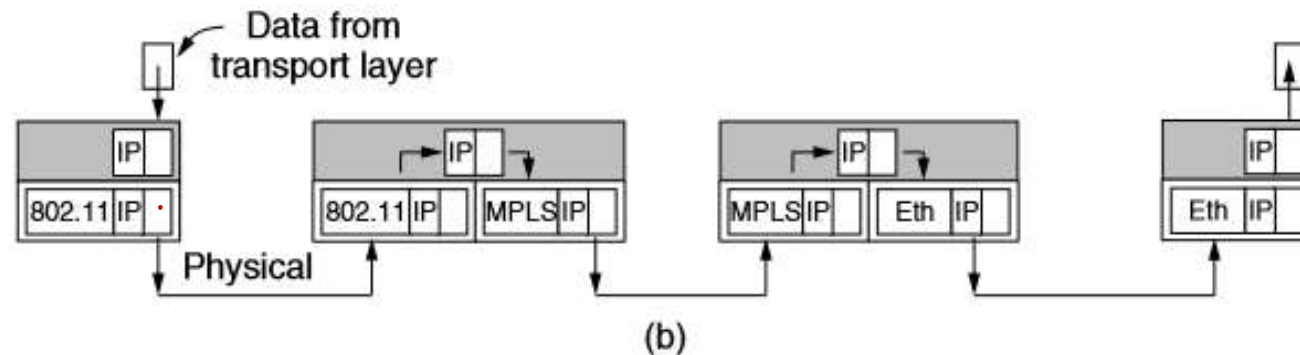 Data from
transport layer
IP
IP
IP
IP
802.11 IP
802.11 IP
MPLS IP
MPLS IP
Eth IP
Eth IP
Physical
(b)